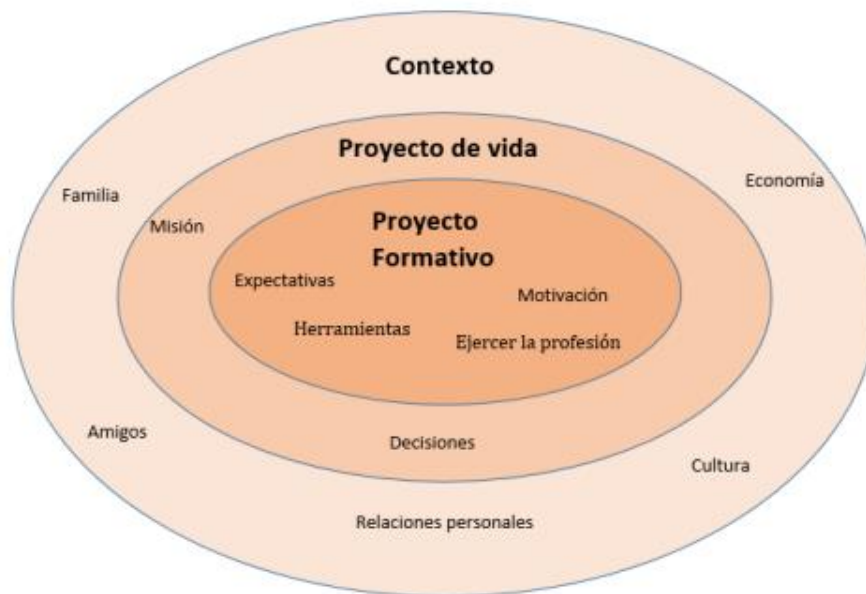 Contexto
Proyecto de vida
Economía
Familia
Misión
Proyecto
Formativo
Expectativas
Motivación
Herramientas
Ejercer la profesión
Amigos
Decisiones
Cultura
Relaciones personales